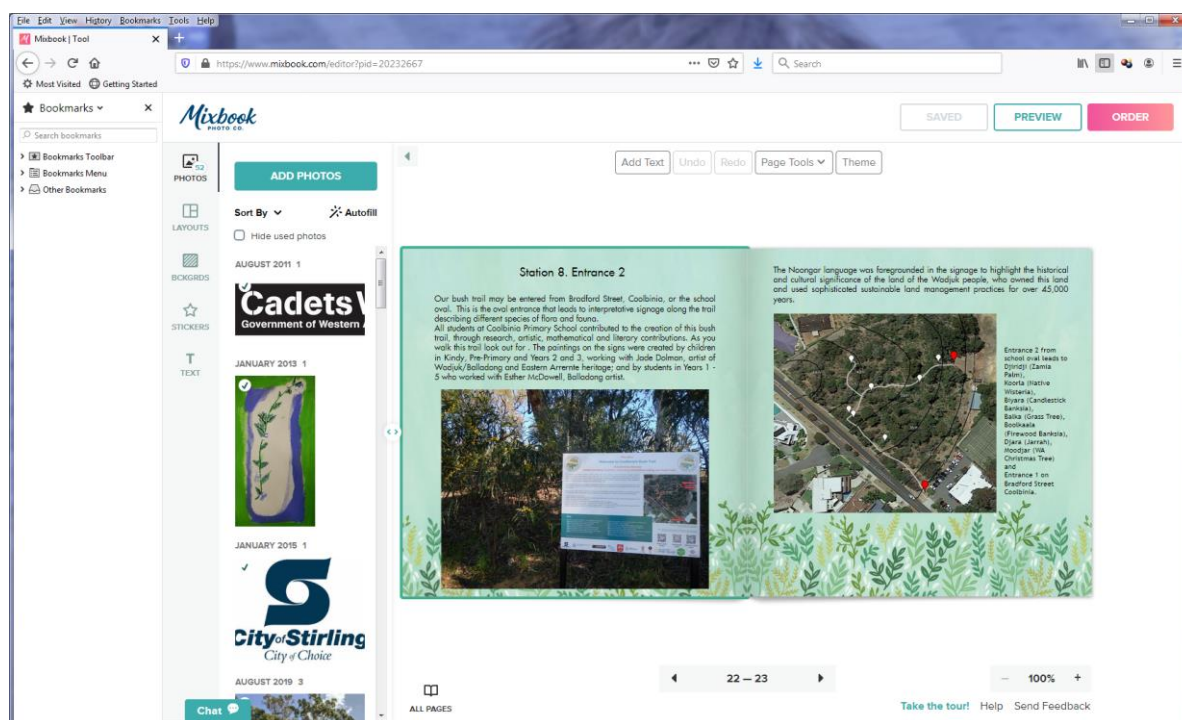 File Edit View History Bookmarks Tools Help
Mixbook | Tool
https://www.mixbook.com/editor?pid=20232667
Search
Most Visited Getting Started
Bookmarks
Search bookmarks
Bookmarks Toolbar
Bookmarks Menu
Other Bookmarks
Mixbook
PHOTO CO.
SAVED PREVIEW ORDER
52
PHOTOS
LAYOUTS
BCKGRDS
STICKERS
T
TEXT
ADD PHOTOS
Sort By Autofill
Hide used photos
AUGUST 2011 1
Cadets W
Government of Western A
JANUARY 2013 1
JANUARY 2015 1
S
City of Stirling
City of Choice
AUGUST 2019 3
Chat
Add Text Undo Redo Page Tools Theme
Station 8. Entrance 2
Our bush trail may be entered from Bradford Street, Coolbinia, or the school
oval. This is the oval entrance that leads to interpretative signage along the trail
describing different species of flora and fauna.
All students at Coolbinia Primary School contributed to the creation of this bush
trail, through research, artistic, mathematical and literary contributions. As you
walk this trail look out for . The paintings on the signs were created by children
in Kindy, Pre-Primary and Years 2 and 3, working with Jade Dolman, artist of
Wadjuk/Balladong and Eastern Arrernte heritage; and by students in Years 1 -
5 who worked with Esther McDowell, Balladong artist.
The Noongar language was foregrounded in the signage to highlight the historical
and cultural significance of the land of the Wadjuk people, who owned this land
and used sophisticated sustainable land management practices for over 45,000
years.
Entrance 2 from
school oval leads to
Djiridji (Zamia
Palm),
Koorla (Native
Wisteria),
Biyara (Candlestick
Banksia),
Balka (Grass Tree),
Boolkaala
(Firewood Banksia),
Djara (Jarrah),
Moodjar (WA
Christmas Tree)
and
Entrance 1 on
Bradford Street
Coolbinia.
22 — 23
100%
ALL PAGES
Take the tour! Help Send Feedback